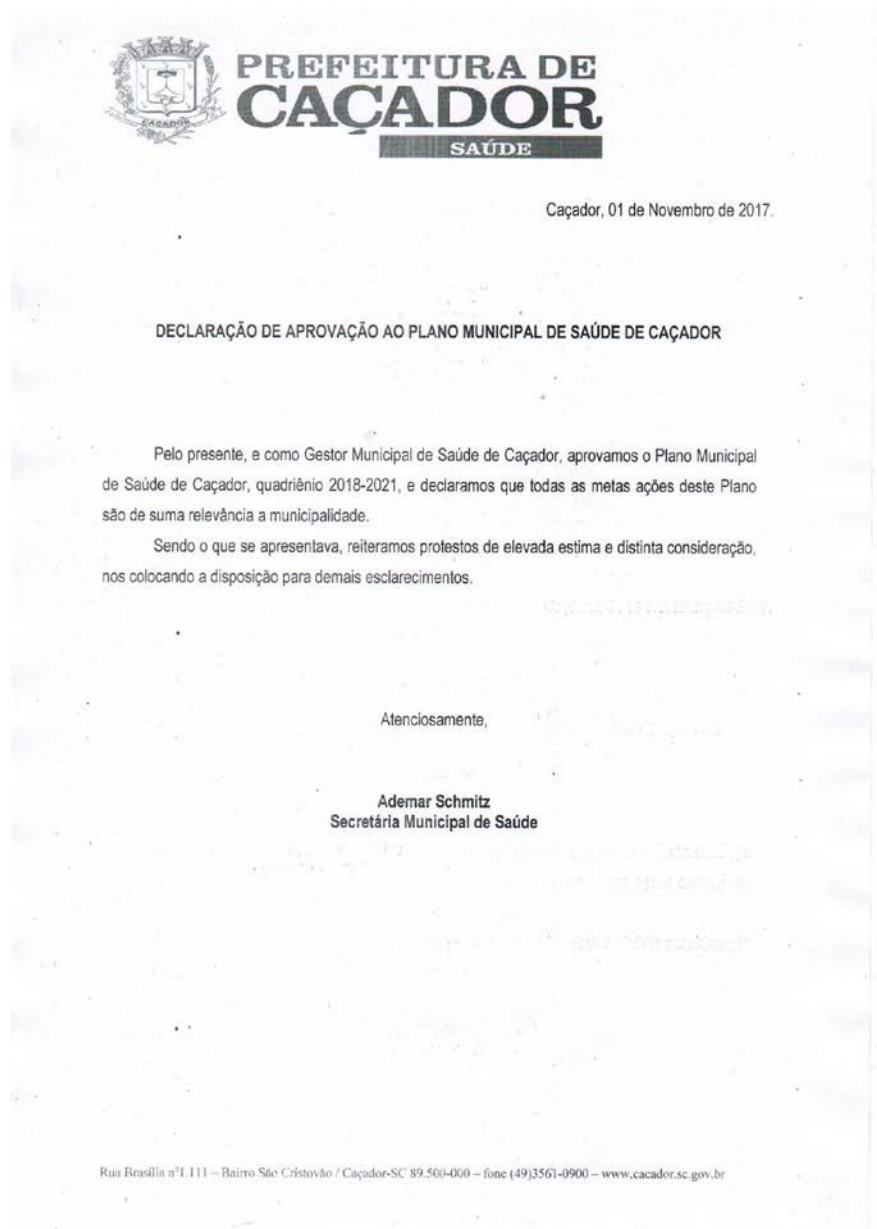 CAÇADOR
PREFEITURA DE
CAÇADOR
SAÚDE
Caçador, 01 de Novembro de 2017.
DECLARAÇÃO DE APROVAÇÃO AO PLANO MUNICIPAL DE SAÚDE DE CAÇADOR
Pelo presente, e como Gestor Municipal de Saúde de Caçador, aprovamos o Plano Municipal
de Saúde de Caçador, quadriênio 2018-2021, e declaramos que todas as metas ações deste Plano
são de suma relevância a municipalidade.
Sendo o que se apresentava, reiteramos protestos de elevada estima e distinta consideração,
nos colocando a disposição para demais esclarecimentos.
Atenciosamente,
Ademar Schmitz
Secretária Municipal de Saúde
Rua Brasília nº1.111 – Bairro São Cristovão / Caçador-SC 89.500-000 – fone (49)3561-0900 – www.cacador.sc.gov.br